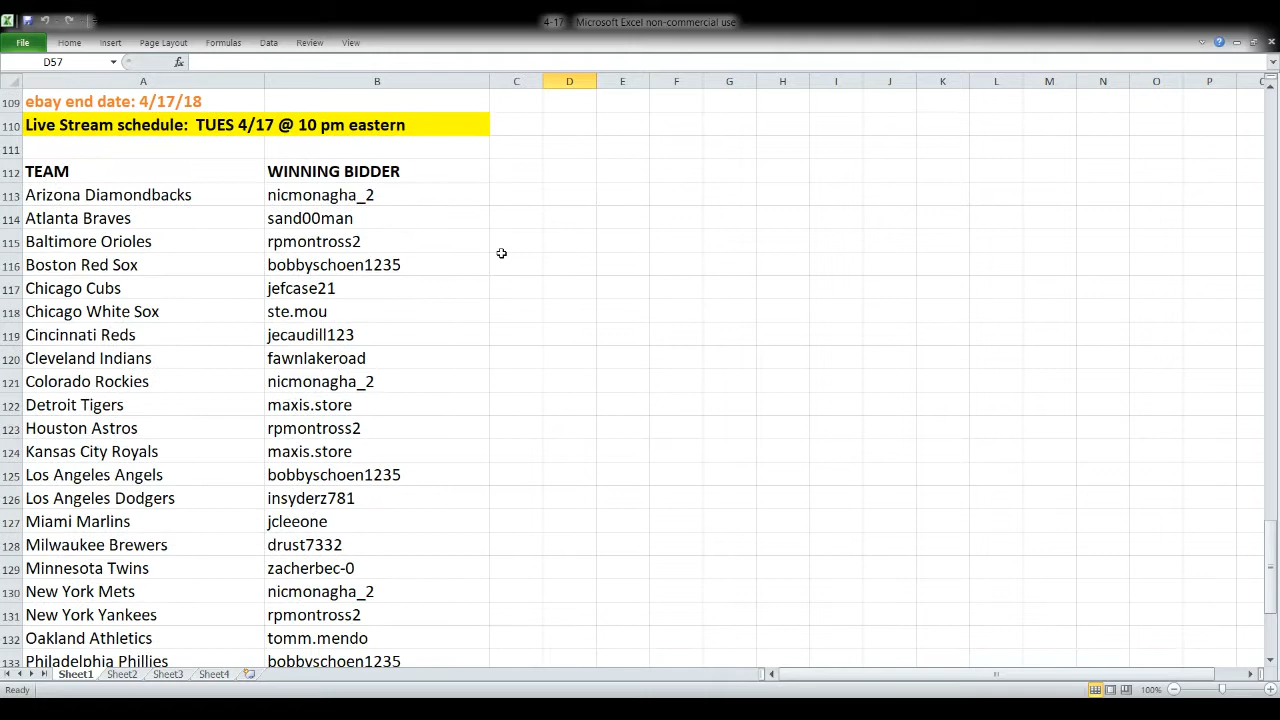 4-17 Microsoft Excel non-commercial use
File Home Insert Page Layout Formulas Data Review View
D57 fx
A B C D E F G H I J K L M N O P
109 ebay end date: 4/17/18
110 Live Stream schedule: TUES 4/17 @ 10 pm eastern
111
112 TEAM WINNING BIDDER
113 Arizona Diamondbacks nicmonagha_2
114 Atlanta Braves sand00man
115 Baltimore Orioles rpmontross2
116 Boston Red Sox bobbyschoen1235
117 Chicago Cubs jefcase21
118 Chicago White Sox ste.mou
119 Cincinnati Reds jecaudill123
120 Cleveland Indians fawnlakeroad
121 Colorado Rockies nicmonagha_2
122 Detroit Tigers maxis.store
123 Houston Astros rpmontross2
124 Kansas City Royals maxis.store
125 Los Angeles Angels bobbyschoen1235
126 Los Angeles Dodgers insyderz781
127 Miami Marlins jcleeone
128 Milwaukee Brewers drust7332
129 Minnesota Twins zacherbec-0
130 New York Mets nicmonagha_2
131 New York Yankees rpmontross2
132 Oakland Athletics tomm.mendo
133 Philadelphia Phillies bobbyschoen1235
Sheet1 Sheet2 Sheet3 Sheet4
Ready 100%